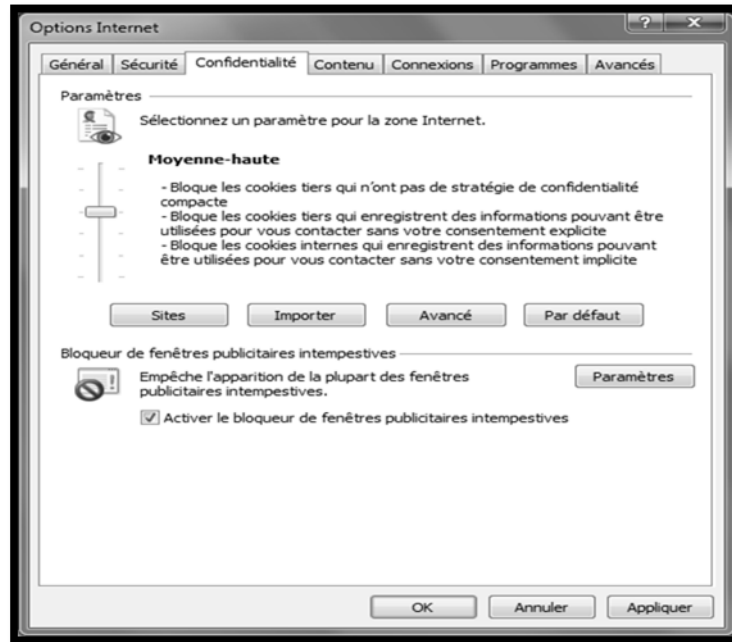 Options Internet
Général Sécurité Confidentialité Contenu Connexions Programmes Avancés
Paramètres
Sélectionnez un paramètre pour la zone Internet.
Moyenne-haute
- Bloque les cookies tiers qui n'ont pas de stratégie de confidentialité
compacte
- Bloque les cookies tiers qui enregistrent des informations pouvant être
utilisées pour vous contacter sans votre consentement explicite
- Bloque les cookies internes qui enregistrent des informations pouvant
être utilisées pour vous contacter sans votre consentement implicite
Sites Importer Avancé Par défaut
Bloqueur de fenêtres publicitaires intempestives
Empêche l'apparition de la plupart des fenêtres
publicitaires intempestives.
Paramètres
Activer le bloqueur de fenêtres publicitaires intempestives
OK Annuler Appliquer